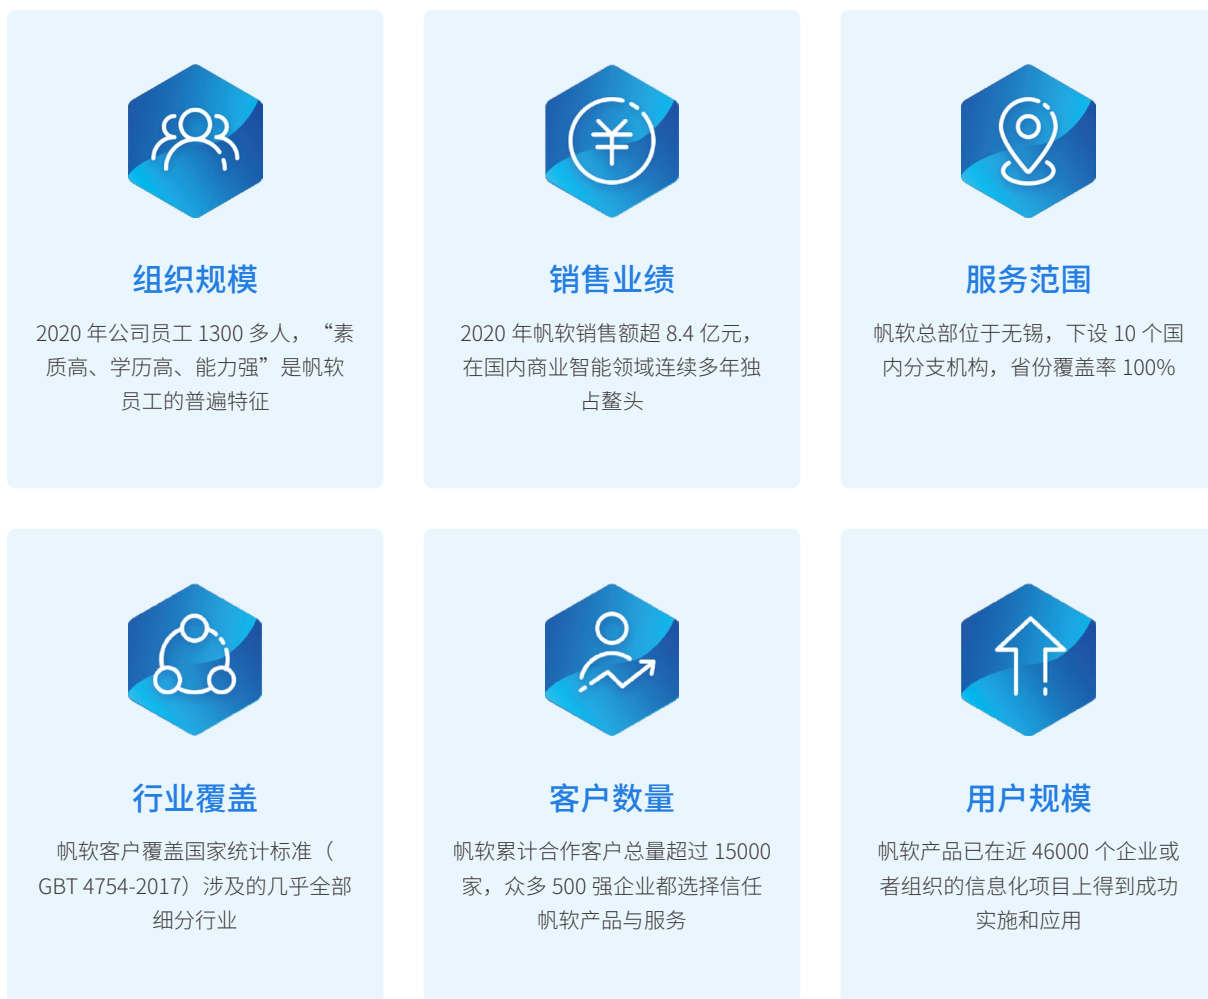 组织规模
2020 年公司员工 1300 多人，“素
质高、学历高、能力强”是帆软
员工的普遍特征
销售业绩
2020 年帆软销售额超 8.4 亿元，
在国内商业智能领域连续多年独
占鳌头
服务范围
帆软总部位于无锡，下设 10 个国
内分支机构，省份覆盖率 100%
行业覆盖
帆软客户覆盖国家统计标准（
GBT 4754-2017）涉及的几乎全部
细分行业
客户数量
帆软累计合作客户总量超过 15000
家，众多 500 强企业都选择信任
帆软产品与服务
用户规模
帆软产品已在近 46000 个企业或
者组织的信息化项目上得到成功
实施和应用